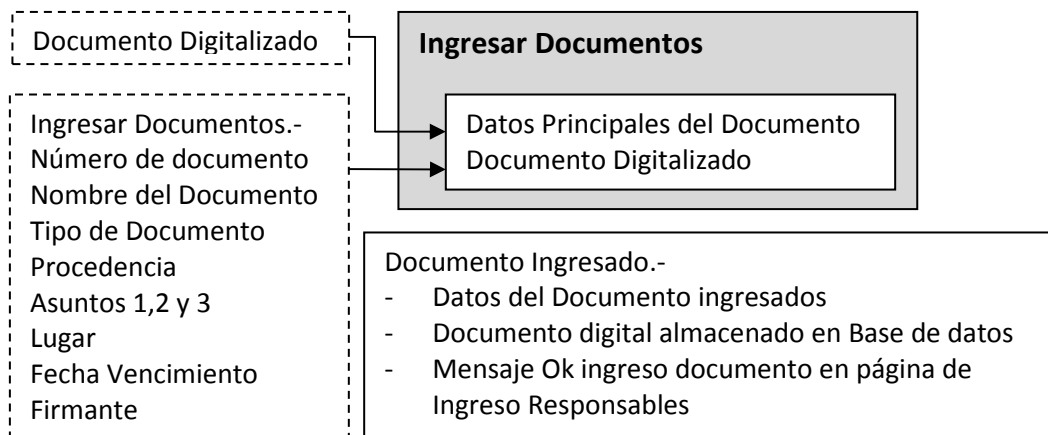 Documento Digitalizado
Ingresar Documentos.-
Número de documento
Nombre del Documento
Tipo de Documento
Procedencia
Asuntos 1,2 y 3
Lugar
Fecha Vencimiento
Firmante
Ingresar Documentos
Datos Principales del Documento
Documento Digitalizado
Documento Ingresado.-
- Datos del Documento ingresados
- Documento digital almacenado en Base de datos
- Mensaje Ok ingreso documento en página de
Ingreso Responsables